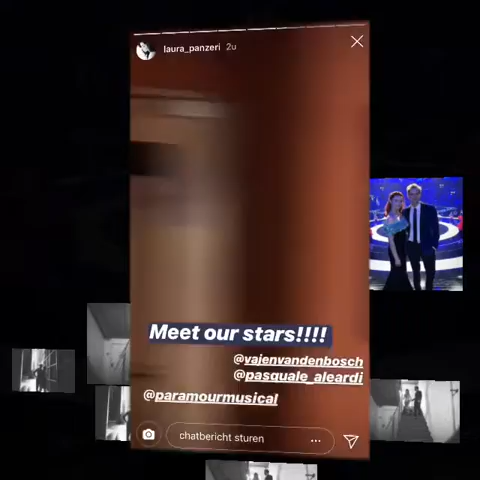 laura_panzeri 2u
Meet our stars!!!!
@vajenvandenbosch
@pasquale_aleardi
@paramourmusical
chatbericht sturen